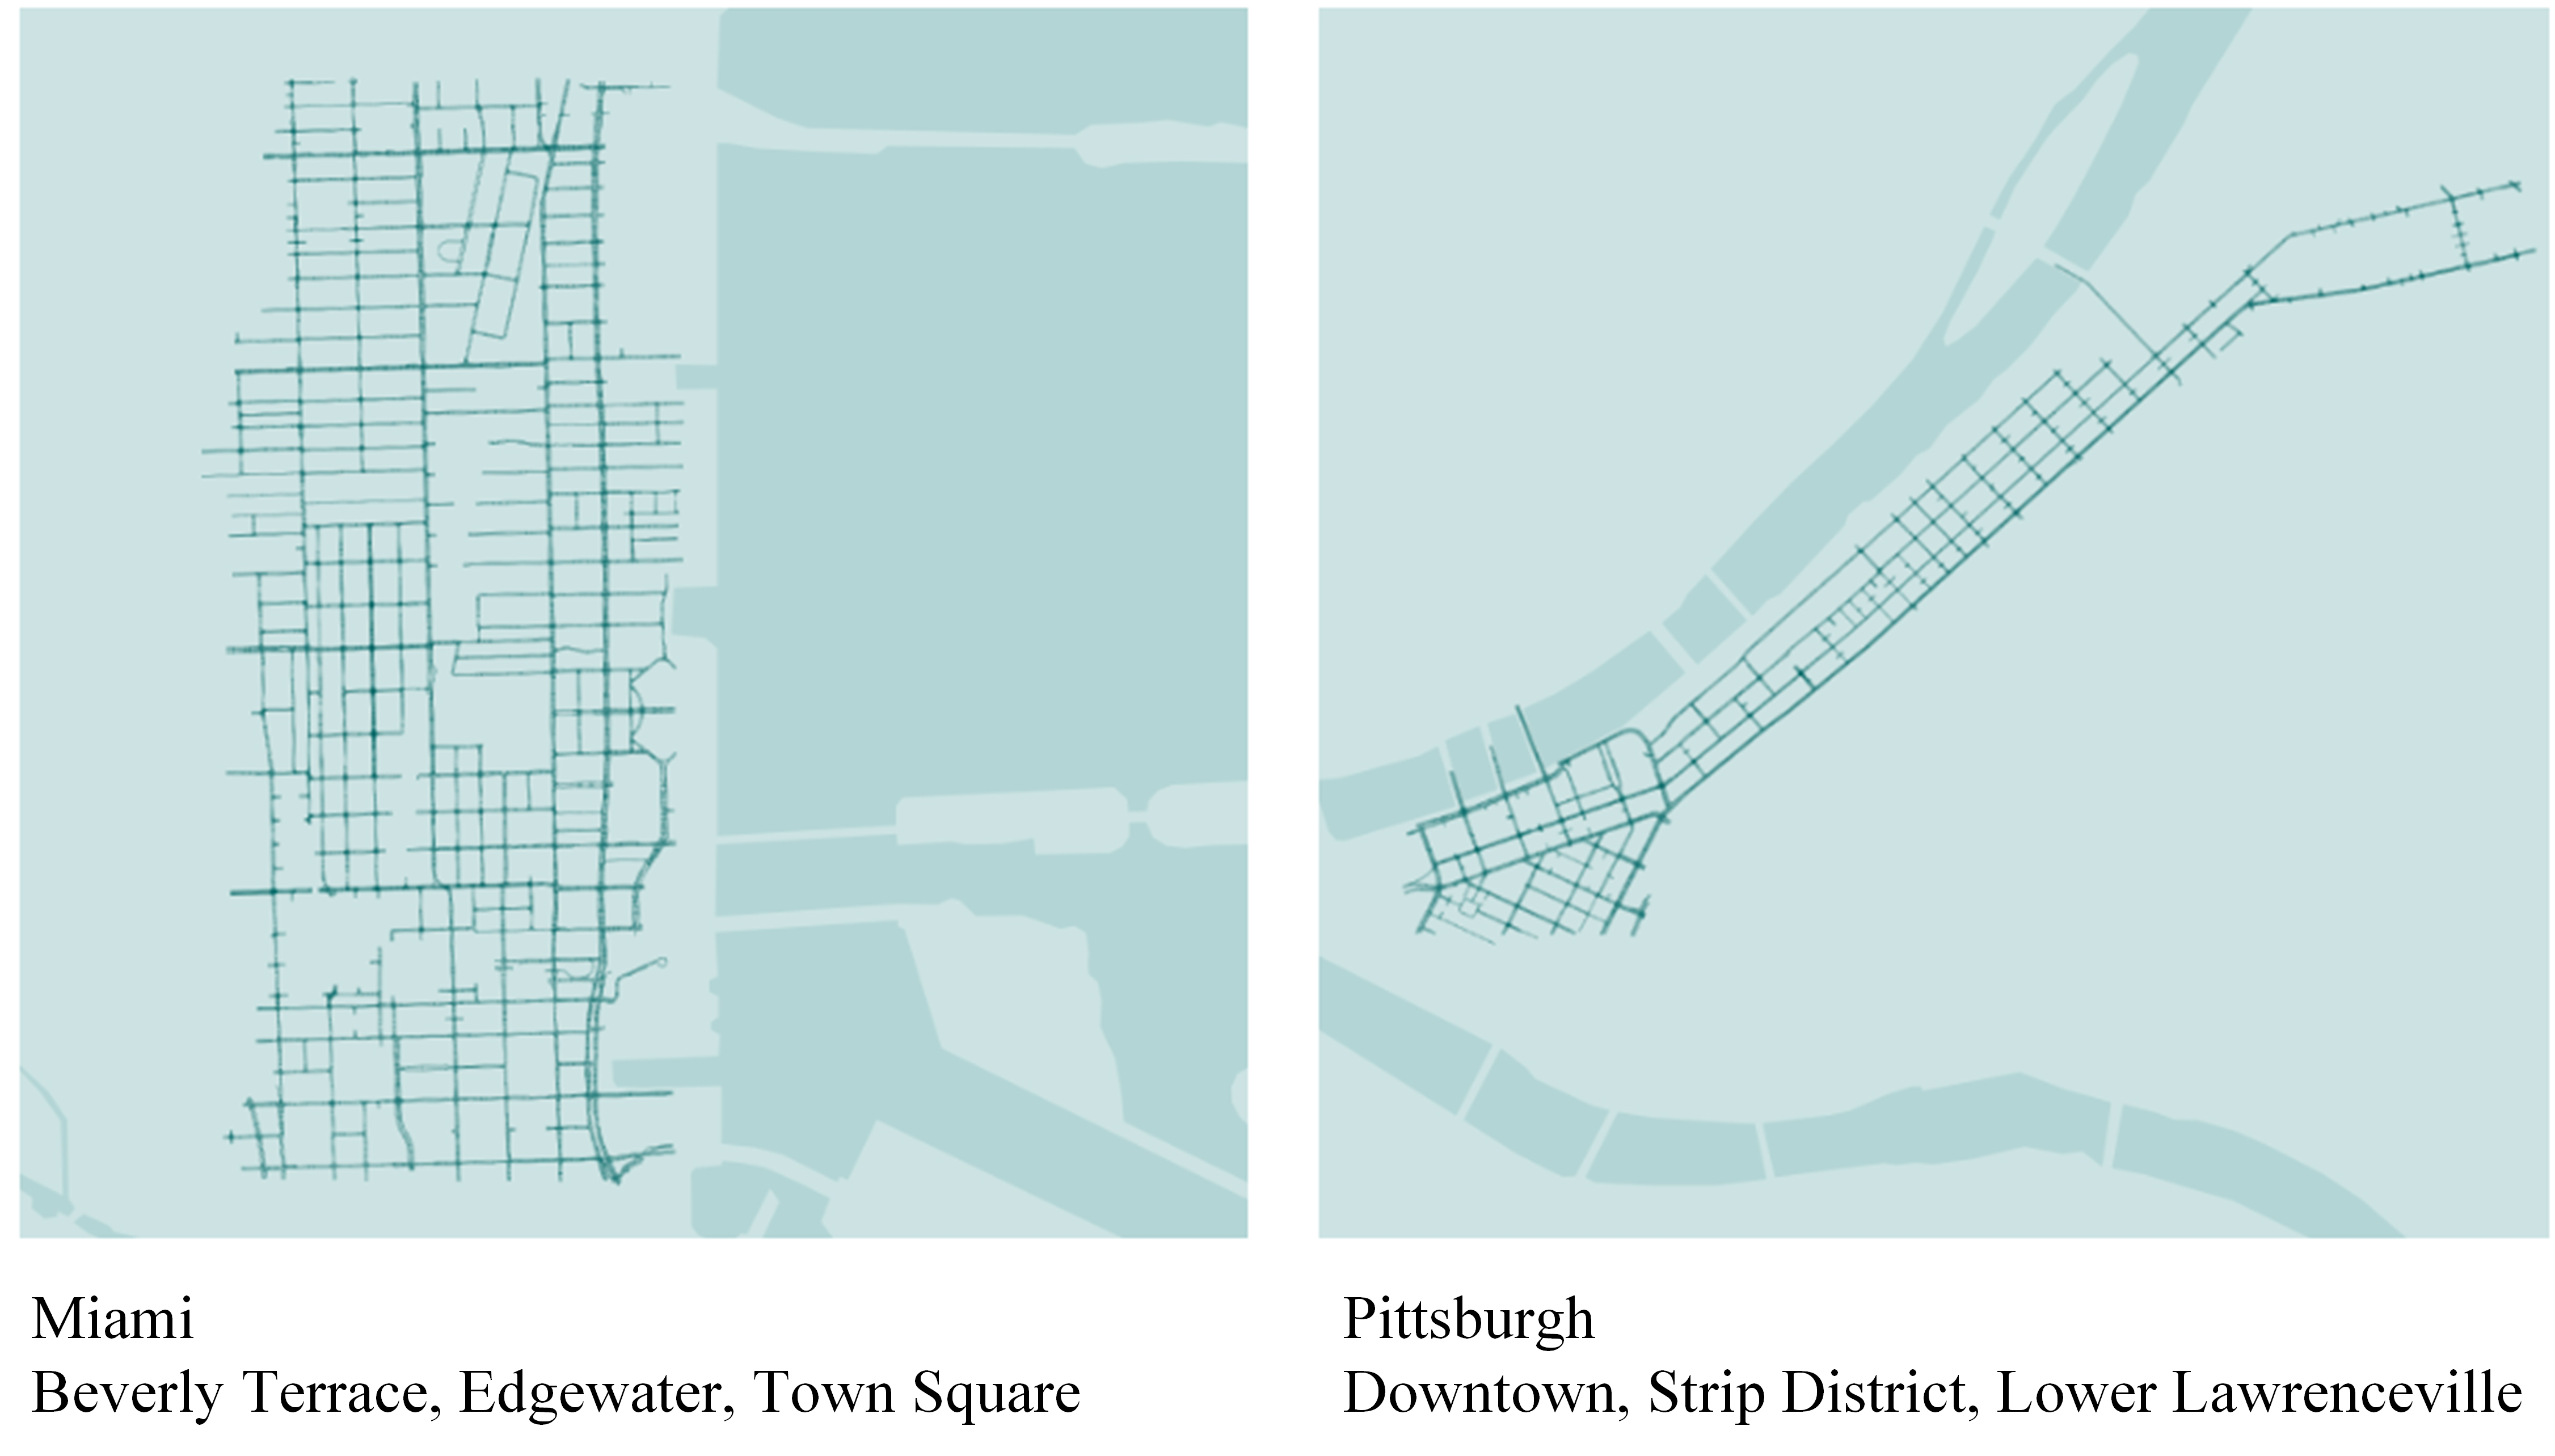 Miami
Beverly Terrace, Edgewater, Town Square
Pittsburgh
Downtown, Strip District, Lower Lawrenceville